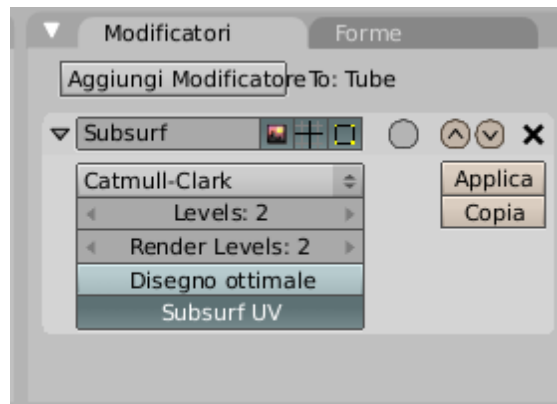 Modificatori Forme
Aggiungi Modificatore To: Tube
Subsurf
Catmull-Clark Applica
Levels: 2 Copia
Render Levels: 2
Disegno ottimale
Subsurf UV